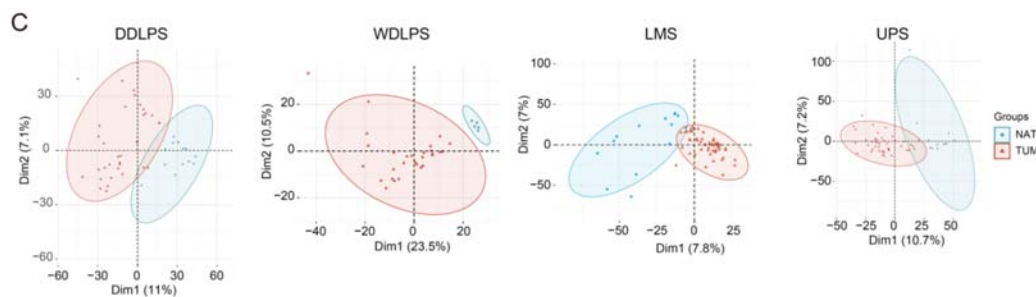 C
DDLPS
WDLPS
LMS
UPS
Dim2 (7.1%)
30
0
−30
−60
−60 −30 0 30 60
Dim1 (11%)
Dim2 (10.5%)
20
0
−20
−40 −20 0 20
Dim1 (23.5%)
Dim2 (7%)
100
50
0
−50
−50 0 25
Dim1 (7.8%)
Dim2 (7.2%)
100
50
0
−50
−50 −25 0 25 50
Dim1 (10.7%)
Groups
NAT
TUM